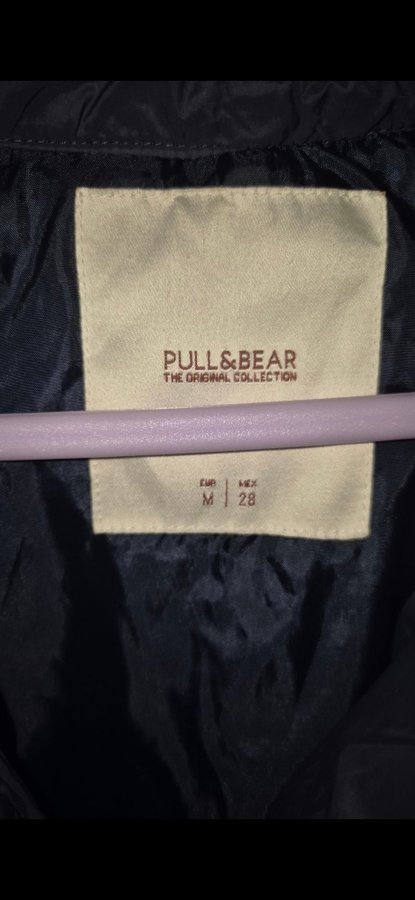 PULL&BEAR
THE ORIGINAL COLLECTION
EUR | MEX
M | 28